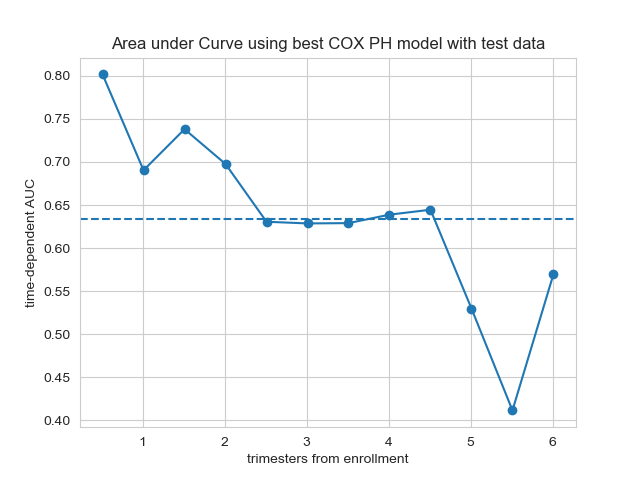 Area under Curve using best COX PH model with test data
0.80
0.75
0.70
0.65
0.60
0.55
0.50
0.45
0.40
time-dependent AUC
1 2 3 4 5 6
trimesters from enrollment